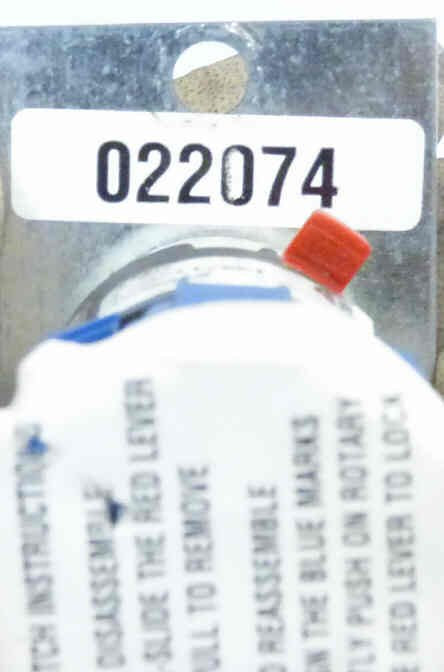 022074
TCH INSTRUCTIONS
DISASSEMBLE
-SLIDE THE RED LEVER
ULL TO REMOVE
O REASSEMBLE
N THE BLUE MARKS
LY PUSH ON ROTARY
E RED LEVER TO LOCK